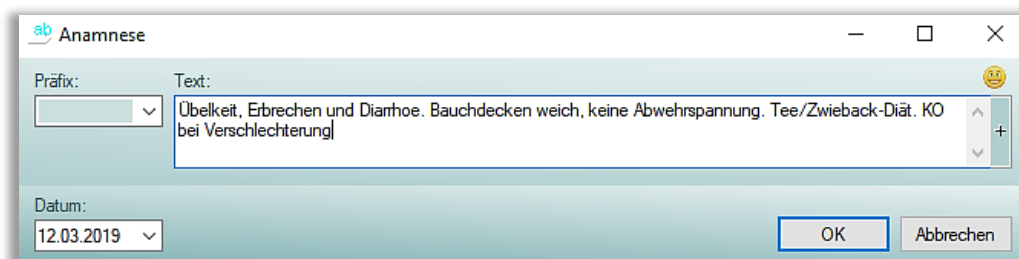 ab Anamnese
Präfix:
Text:
Übelkeit, Erbrechen und Diarrhoe. Bauchdecken weich, keine Abwehrspannung. Tee/Zwieback-Diät. KO
bei Verschlechterung
+
Datum:
12.03.2019
OK
Abbrechen